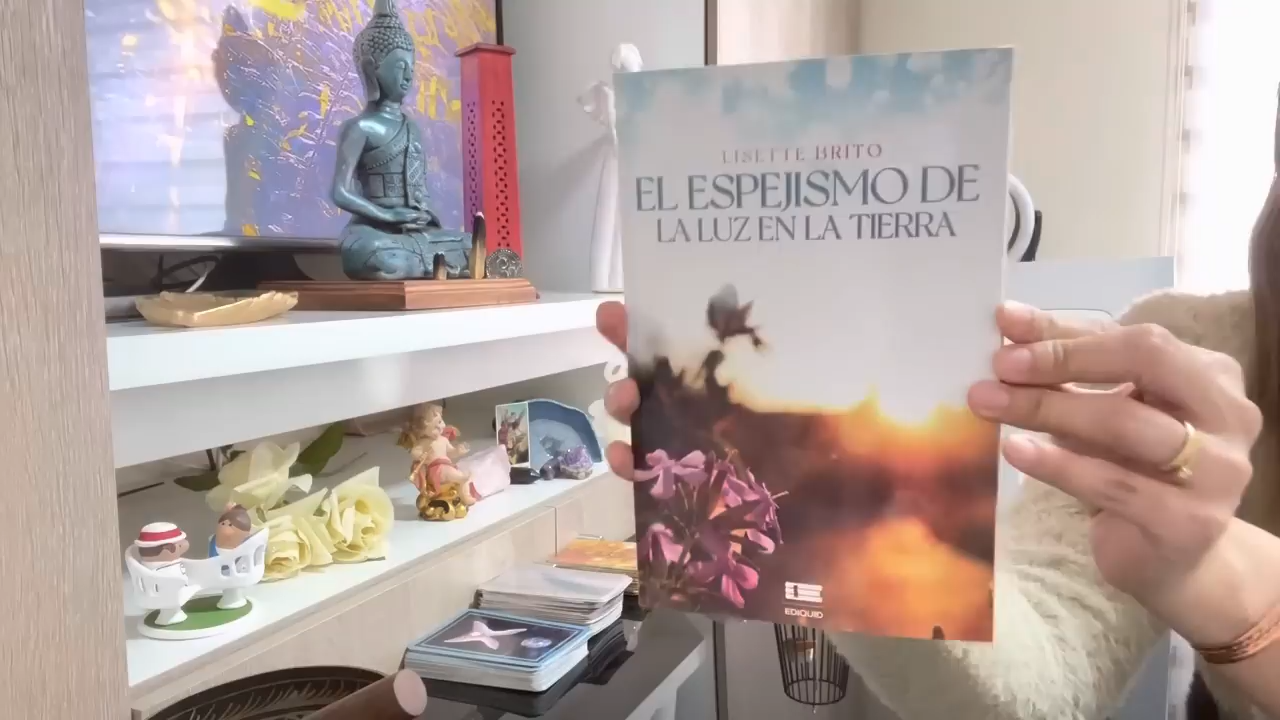 LISETTE BRITO
EL ESPEJISMO DE
LA LUZ EN LA TIERRA
EDIQUID